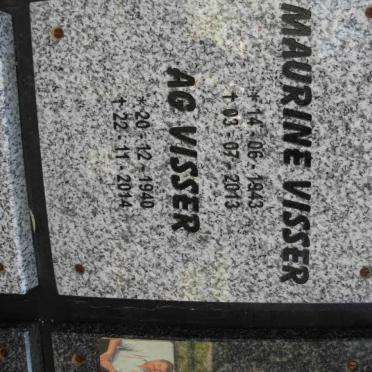 MAURINE VISSER
* 14 · 06 · 1943
+ 03 · 07 · 2013
AG VISSER
* 20 · 12 · 1940
+ 22 · 11 · 2014